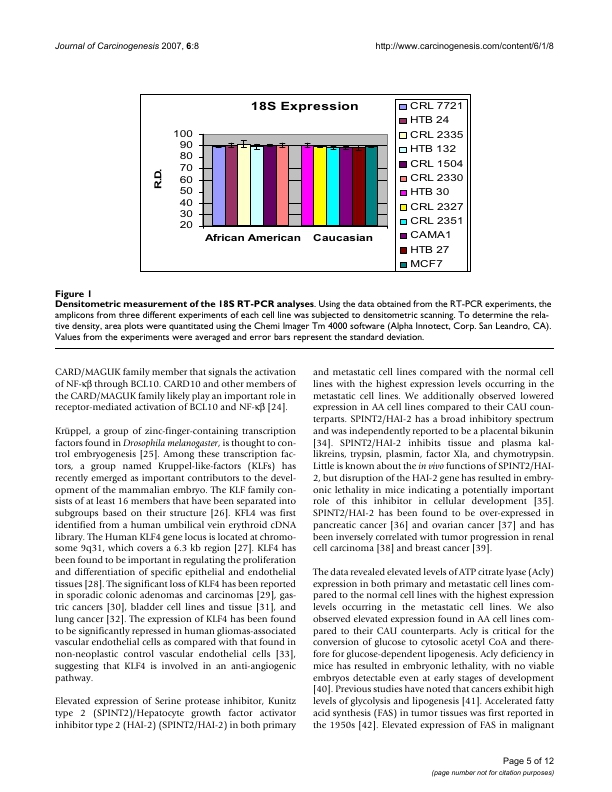 Journal of Carcinogenesis 2007, 6:8
http://www.carcinogenesis.com/content/6/1/8
18S Expression
R.D.
100
90
80
70
60
50
40
30
20
African American
Caucasian
CRL 7721
HTB 24
CRL 2335
HTB 132
CRL 1504
CRL 2330
HTB 30
CRL 2327
CRL 2351
CAMA1
HTB 27
MCF7
Figure 1
Densitometric measurement of the 18S RT-PCR analyses. Using the data obtained from the RT-PCR experiments, the
amplicons from three different experiments of each cell line was subjected to densitometric scanning. To determine the rela-
tive density, area plots were quantitated using the Chemi Imager Tm 4000 software (Alpha Innotect, Corp. San Leandro, CA).
Values from the experiments were averaged and error bars represent the standard deviation.
CARD/MAGUK family member that signals the activation
of NF-κβ through BCL10. CARD10 and other members of
the CARD/MAGUK family likely play an important role in
receptor-mediated activation of BCL10 and NF-κβ [24].
Krüppel, a group of zinc-finger-containing transcription
factors found in Drosophila melanogaster, is thought to con-
trol embryogenesis [25]. Among these transcription fac-
tors, a group named Kruppel-like-factors (KLFs) has
recently emerged as important contributors to the devel-
opment of the mammalian embryo. The KLF family con-
sists of at least 16 members that have been separated into
subgroups based on their structure [26]. KFL4 was first
identified from a human umbilical vein erythroid cDNA
library. The Human KLF4 gene locus is located at chromo-
some 9q31, which covers a 6.3 kb region [27]. KLF4 has
been found to be important in regulating the proliferation
and differentiation of specific epithelial and endothelial
tissues [28]. The significant loss of KLF4 has been reported
in sporadic colonic adenomas and carcinomas [29], gas-
tric cancers [30], bladder cell lines and tissue [31], and
lung cancer [32]. The expression of KLF4 has been found
to be significantly repressed in human gliomas-associated
vascular endothelial cells as compared with that found in
non-neoplastic control vascular endothelial cells [33],
suggesting that KLF4 is involved in an anti-angiogenic
pathway.
Elevated expression of Serine protease inhibitor, Kunitz
type 2 (SPINT2)/Hepatocyte growth factor activator
inhibitor type 2 (HAI-2) (SPINT2/HAI-2) in both primary
and metastatic cell lines compared with the normal cell
lines with the highest expression levels occurring in the
metastatic cell lines. We additionally observed lowered
expression in AA cell lines compared to their CAU coun-
terparts. SPINT2/HAI-2 has a broad inhibitory spectrum
and was independently reported to be a placental bikunin
[34]. SPINT2/HAI-2 inhibits tissue and plasma kal-
likreins, trypsin, plasmin, factor XIa, and chymotrypsin.
Little is known about the in vivo functions of SPINT2/HAI-
2, but disruption of the HAI-2 gene has resulted in embry-
onic lethality in mice indicating a potentially important
role of this inhibitor in cellular development [35].
SPINT2/HAI-2 has been found to be over-expressed in
pancreatic cancer [36] and ovarian cancer [37] and has
been inversely correlated with tumor progression in renal
cell carcinoma [38] and breast cancer [39].
The data revealed elevated levels of ATP citrate lyase (Acly)
expression in both primary and metastatic cell lines com-
pared to the normal cell lines with the highest expression
levels occurring in the metastatic cell lines. We also
observed elevated expression found in AA cell lines com-
pared to their CAU counterparts. Acly is critical for the
conversion of glucose to cytosolic acetyl CoA and there-
fore for glucose-dependent lipogenesis. Acly deficiency in
mice has resulted in embryonic lethality, with no viable
embryos detectable even at early stages of development
[40]. Previous studies have noted that cancers exhibit high
levels of glycolysis and lipogenesis [41]. Accelerated fatty
acid synthesis (FAS) in tumor tissues was first reported in
the 1950s [42]. Elevated expression of FAS in malignant
Page 5 of 12
(page number not for citation purposes)